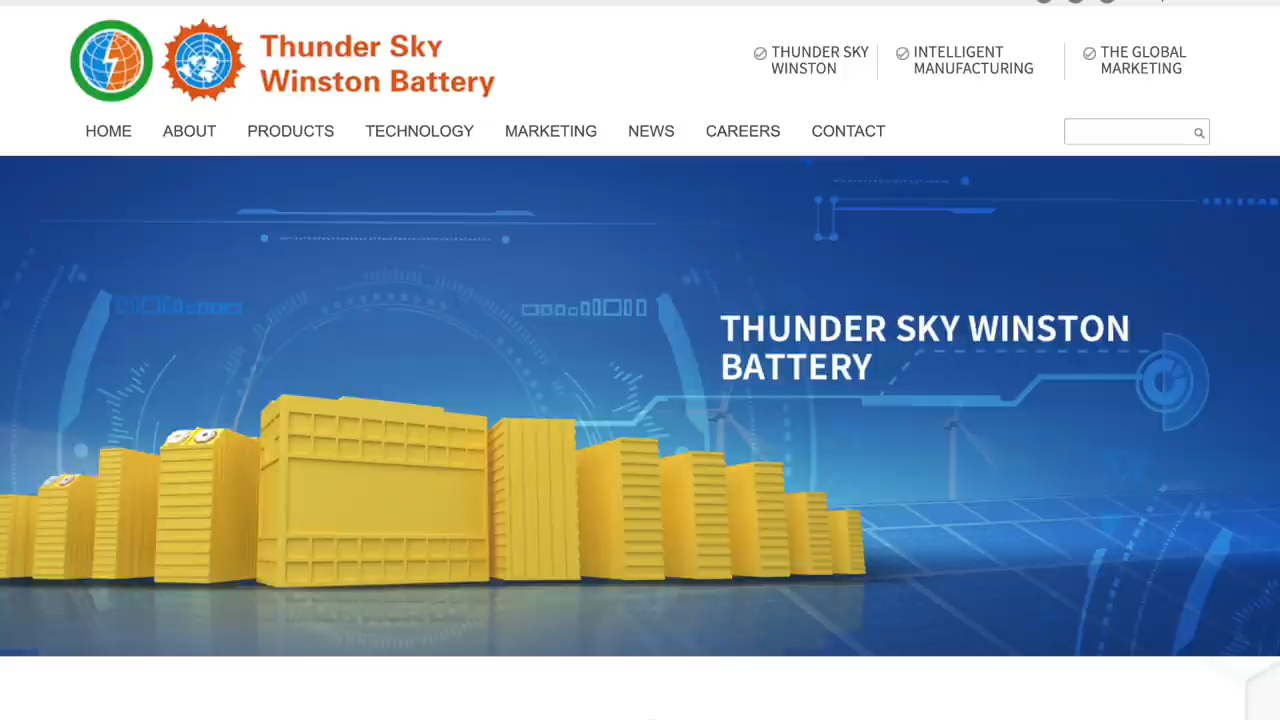 Thunder Sky
Winston Battery
THUNDER SKY
WINSTON
INTELLIGENT
MANUFACTURING
THE GLOBAL
MARKETING
HOME
ABOUT
PRODUCTS
TECHNOLOGY
MARKETING
NEWS
CAREERS
CONTACT
THUNDER SKY WINSTON
BATTERY